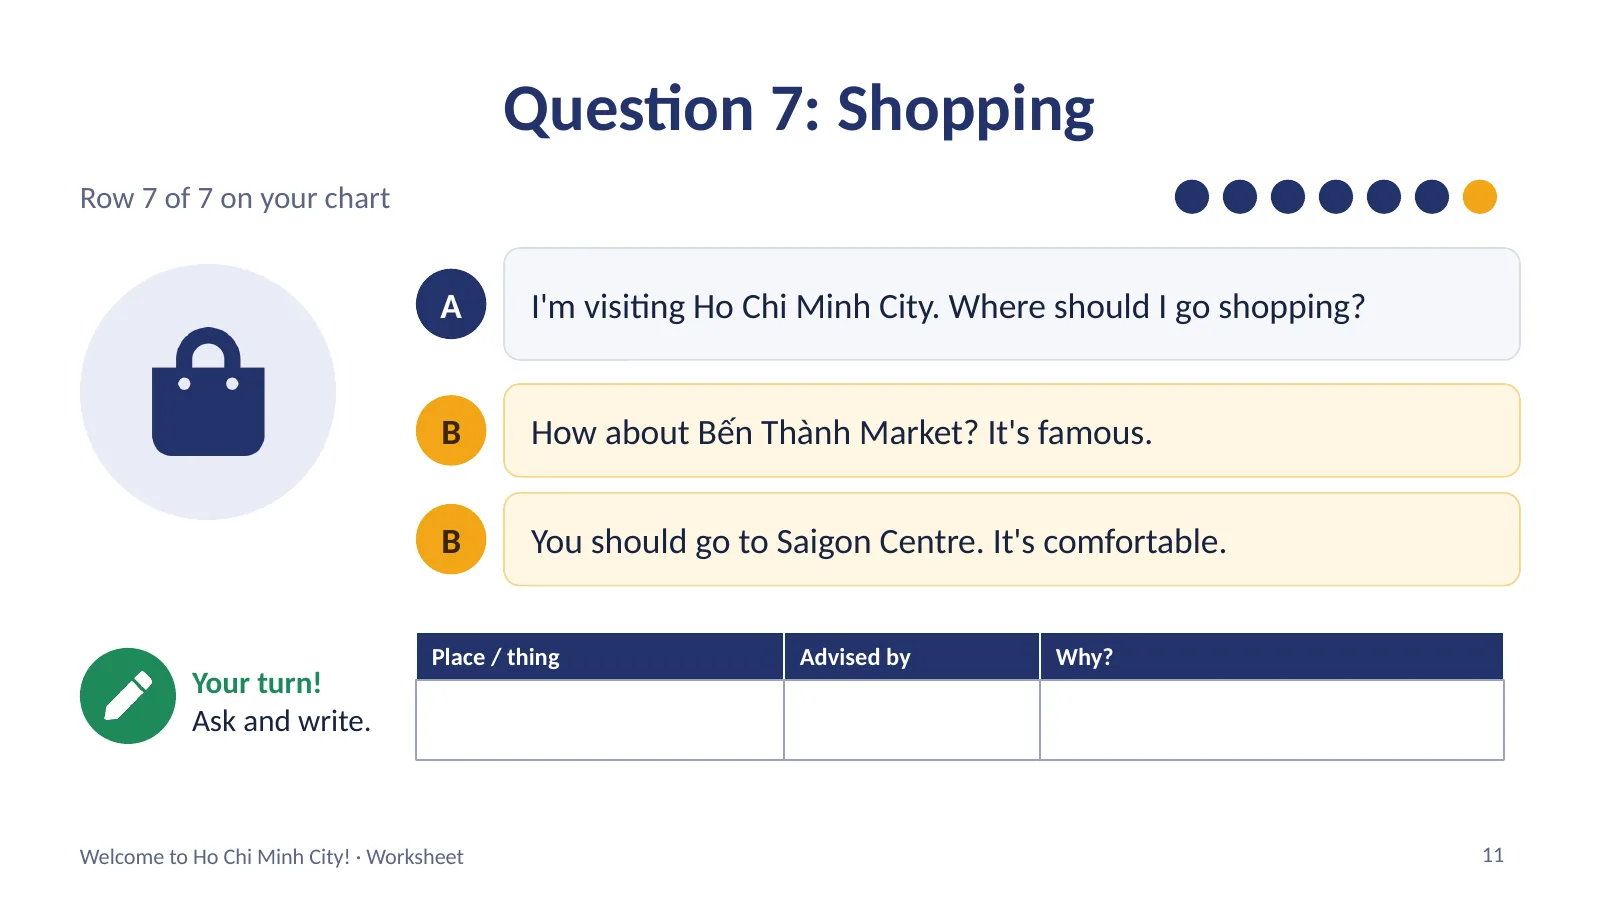 Question 7: Shopping
Row 7 of 7 on your chart
A
I'm visiting Ho Chi Minh City. Where should I go shopping?
B
How about Bến Thành Market? It's famous.
B
You should go to Saigon Centre. It's comfortable.
Your turn!
Ask and write.
Place / thing
Advised by
Why?
Welcome to Ho Chi Minh City! · Worksheet
11